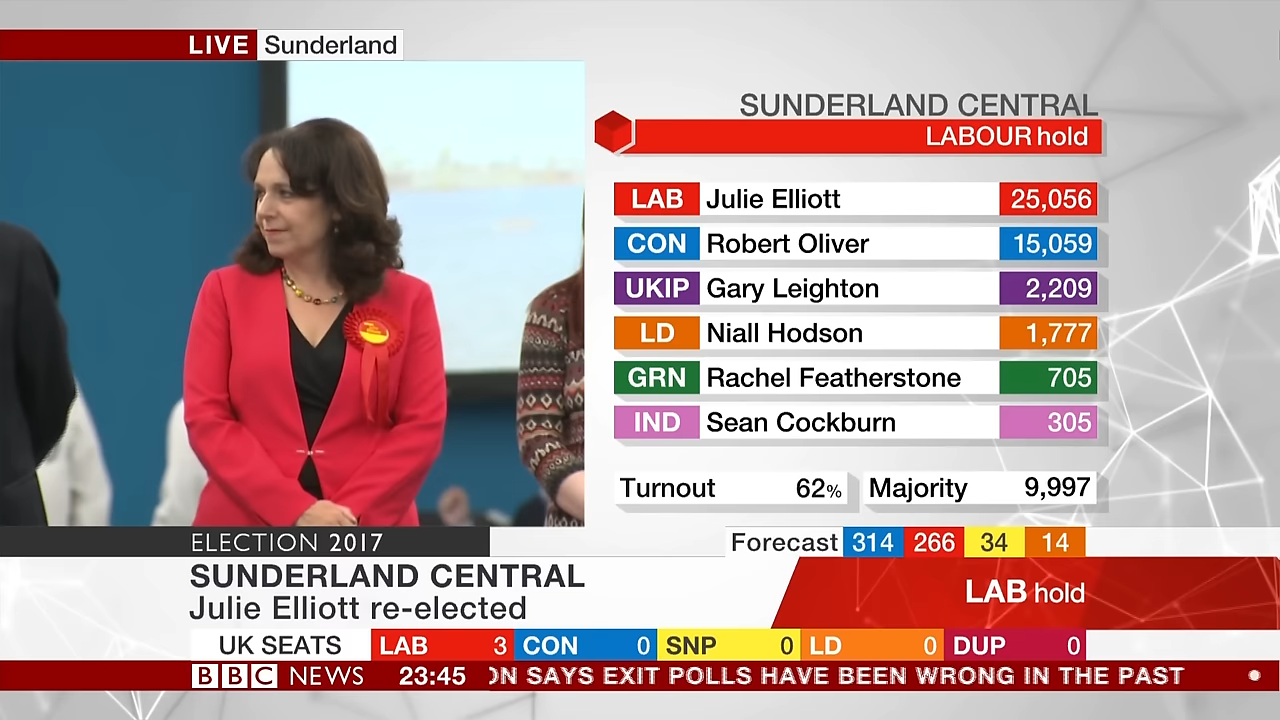 LIVE Sunderland
SUNDERLAND CENTRAL
LABOUR hold
LAB Julie Elliott 25,056
CON Robert Oliver 15,059
UKIP Gary Leighton 2,209
LD Niall Hodson 1,777
GRN Rachel Featherstone 705
IND Sean Cockburn 305
Turnout 62% Majority 9,997
ELECTION 2017
Forecast 314 266 34 14
SUNDERLAND CENTRAL
Julie Elliott re-elected
LAB hold
UK SEATS LAB 3 CON 0 SNP 0 LD 0 DUP 0
BBC NEWS 23:45 SAYS EXIT POLLS HAVE BEEN WRONG IN THE PAST